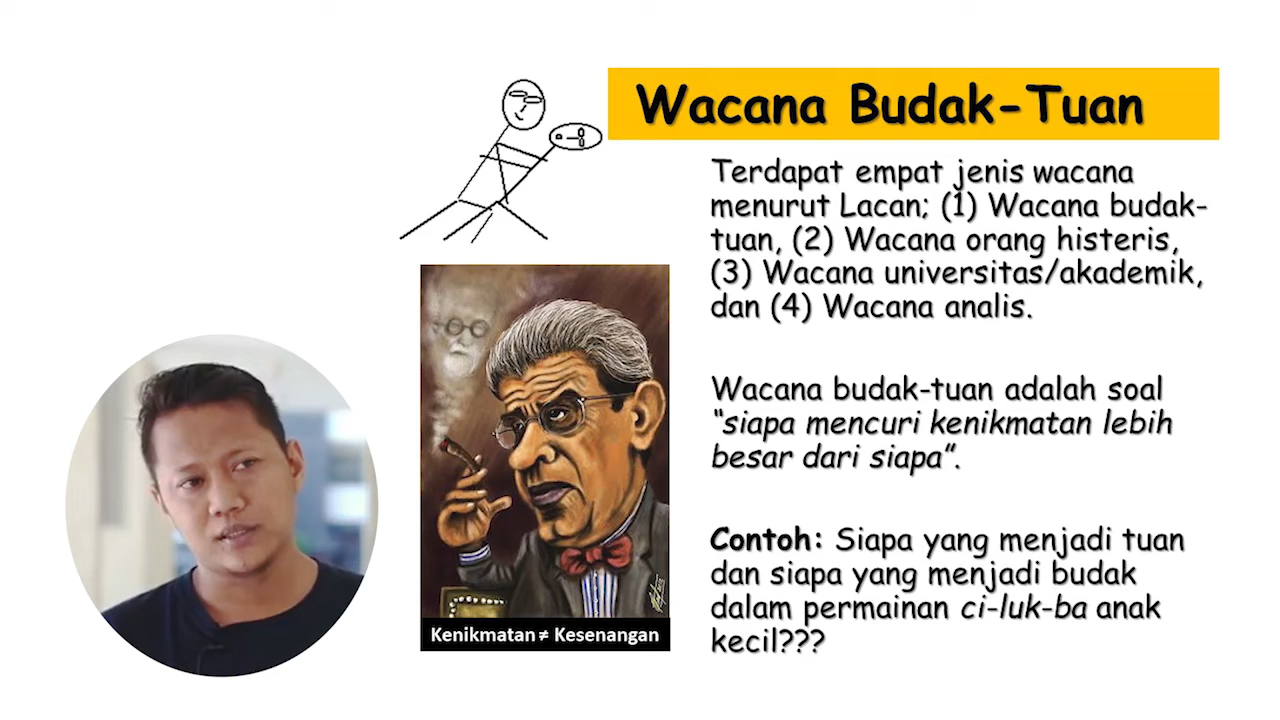 Wacana Budak-Tuan
Terdapat empat jenis wacana
menurut Lacan; (1) Wacana budak-
tuan, (2) Wacana orang histeris,
(3) Wacana universitas/akademik,
dan (4) Wacana analis.
Wacana budak-tuan adalah soal
“siapa mencuri kenikmatan lebih
besar dari siapa”.
Contoh: Siapa yang menjadi tuan
dan siapa yang menjadi budak
dalam permainan ci-luk-ba anak
kecil???
Kenikmatan ≠ Kesenangan